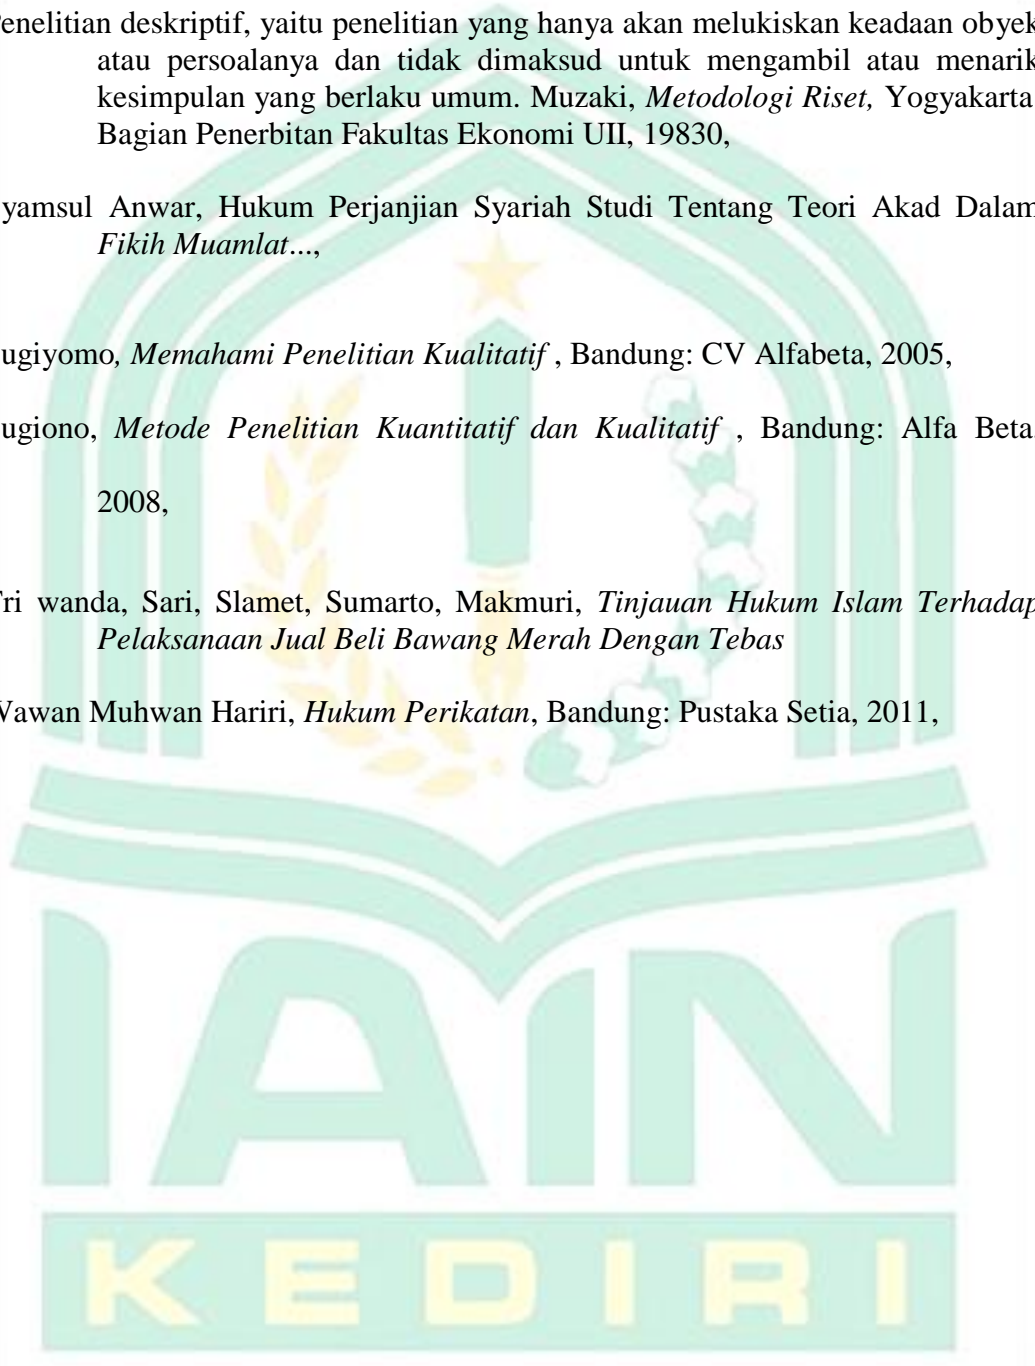 enelitian deskriptif, yaitu penelitian yang hanya akan melukiskan keadaan obyek
atau persoalanya dan tidak dimaksud untuk mengambil atau menarik
kesimpulan yang berlaku umum. Muzaki, Metodologi Riset, Yogyakarta
Bagian Penerbitan Fakultas Ekonomi UII, 19830,
yamsul Anwar, Hukum Perjanjian Syariah Studi Tentang Teori Akad Dalam
Fikih Muamlat...,
ugiyomo, Memahami Penelitian Kualitatif , Bandung: CV Alfabeta, 2005,
ugiono, Metode Penelitian Kuantitatif dan Kualitatif , Bandung: Alfa Beta
2008,
Tri wanda, Sari, Slamet, Sumarto, Makmuri, Tinjauan Hukum Islam Terhadap
Pelaksanaan Jual Beli Bawang Merah Dengan Tebas
Wawan Muhwan Hariri, Hukum Perikatan, Bandung: Pustaka Setia, 2011,
IAIN
KEDIRI